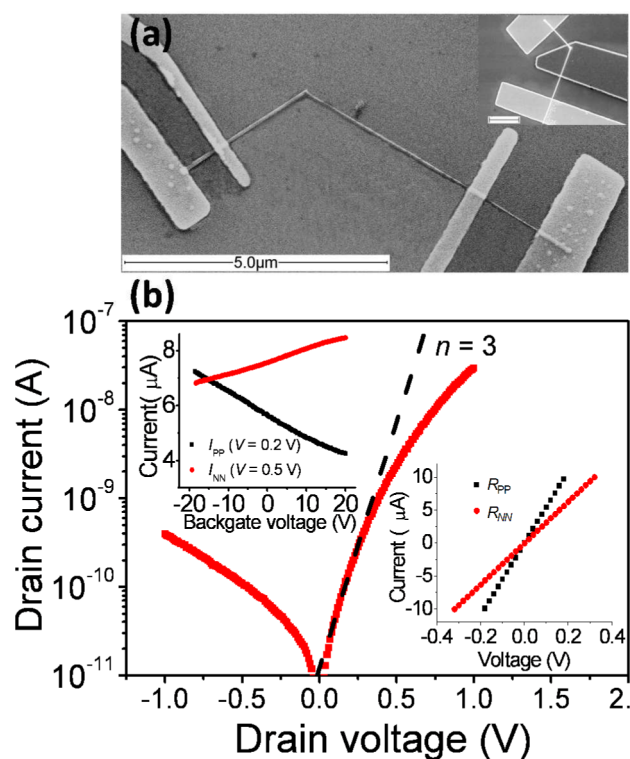 (a)
5.0μm
(b)
10⁻⁷
10⁻⁸
10⁻⁹
10⁻¹⁰
10⁻¹¹
Drain current (A)
n = 3
8
6
4
Current( μA)
I_PP (V = 0.2 V)
I_NN (V = 0.5 V)
-20 -10 0 10 20
Backgate voltage (V)
10
5
0
-5
-10
Current( μA)
R_PP
R_NN
-0.4 -0.2 0.0 0.2 0.4
Voltage (V)
-1.0 -0.5 0.0 0.5 1.0 1.5 2.
Drain voltage (V)